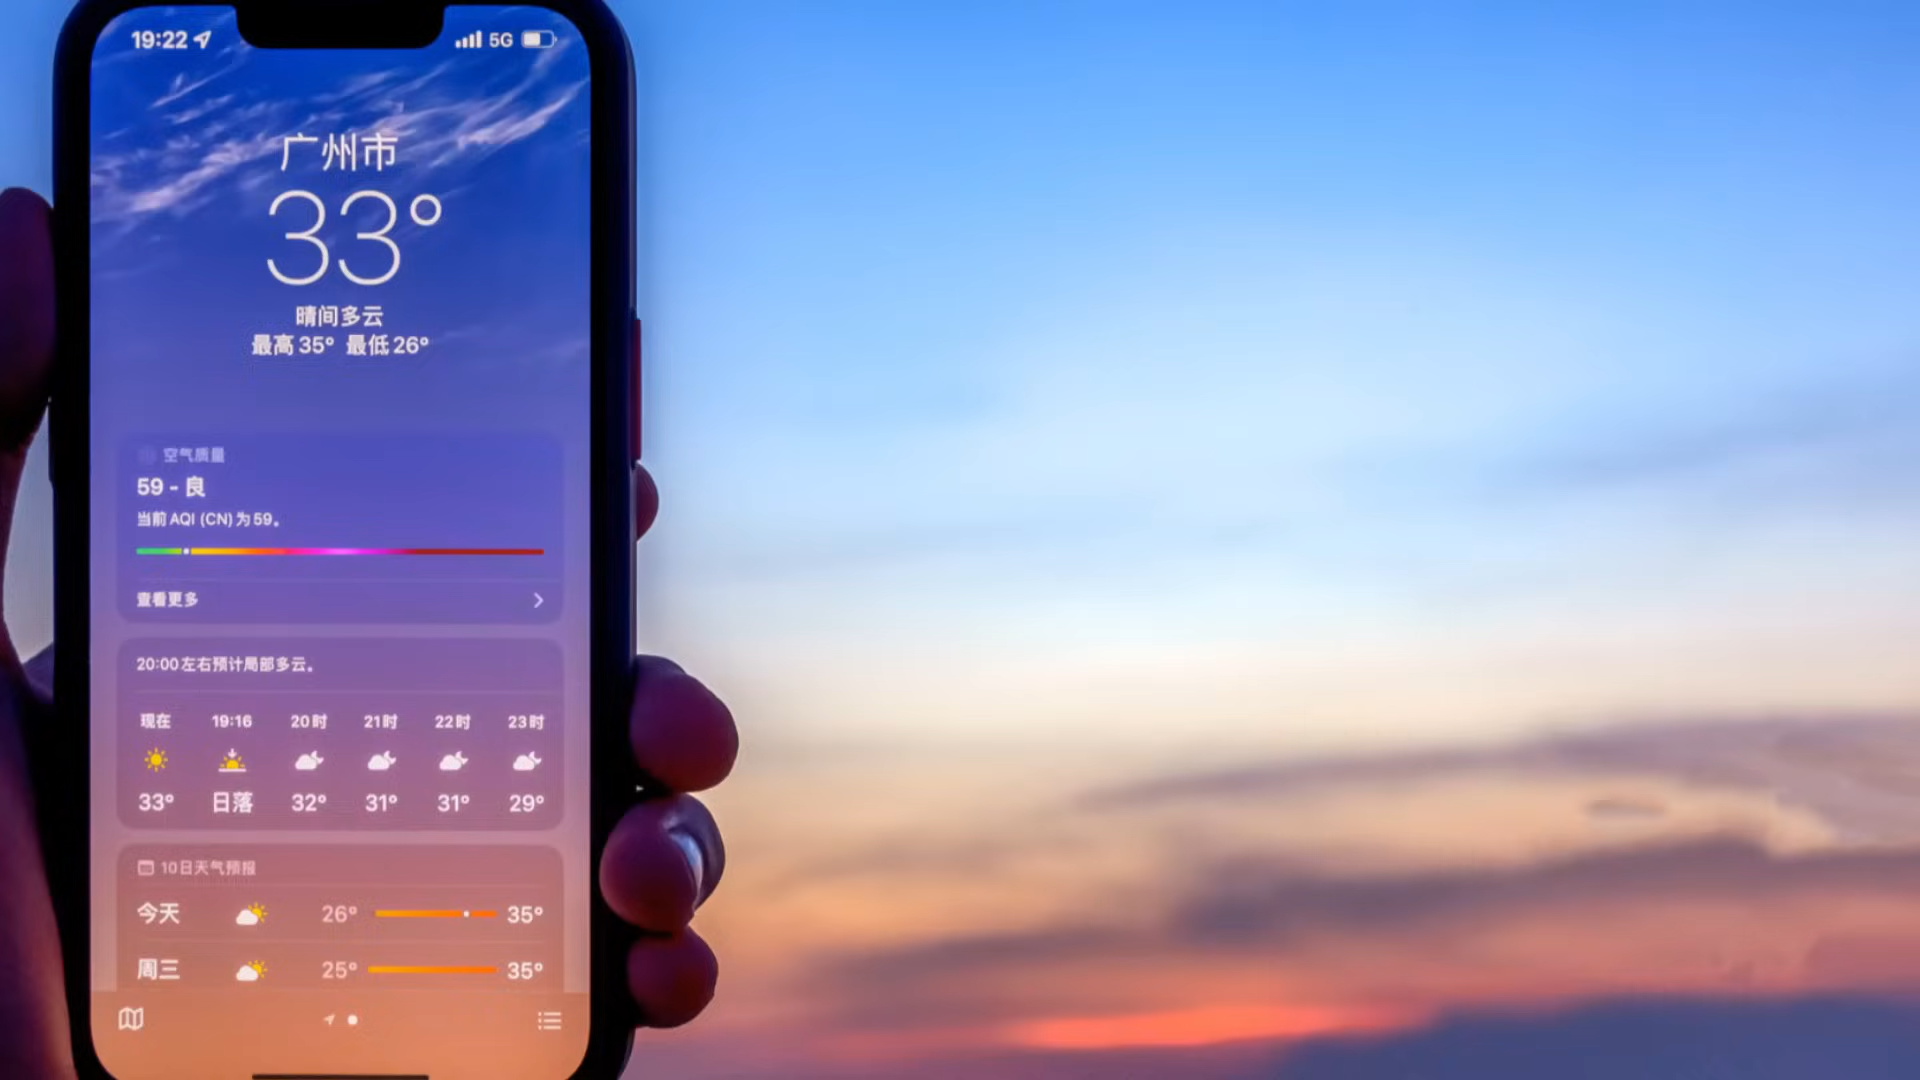 19:22 5G
广州市
33°
晴间多云
最高 35° 最低 26°
空气质量
59 - 良
当前 AQI (CN) 为 59。
查看更多
20:00 左右预计局部多云。
现在 19:16 20时 21时 22时 23时
33° 日落 32° 31° 31° 29°
10日天气预报
今天 26° 35°
周三 25° 35°